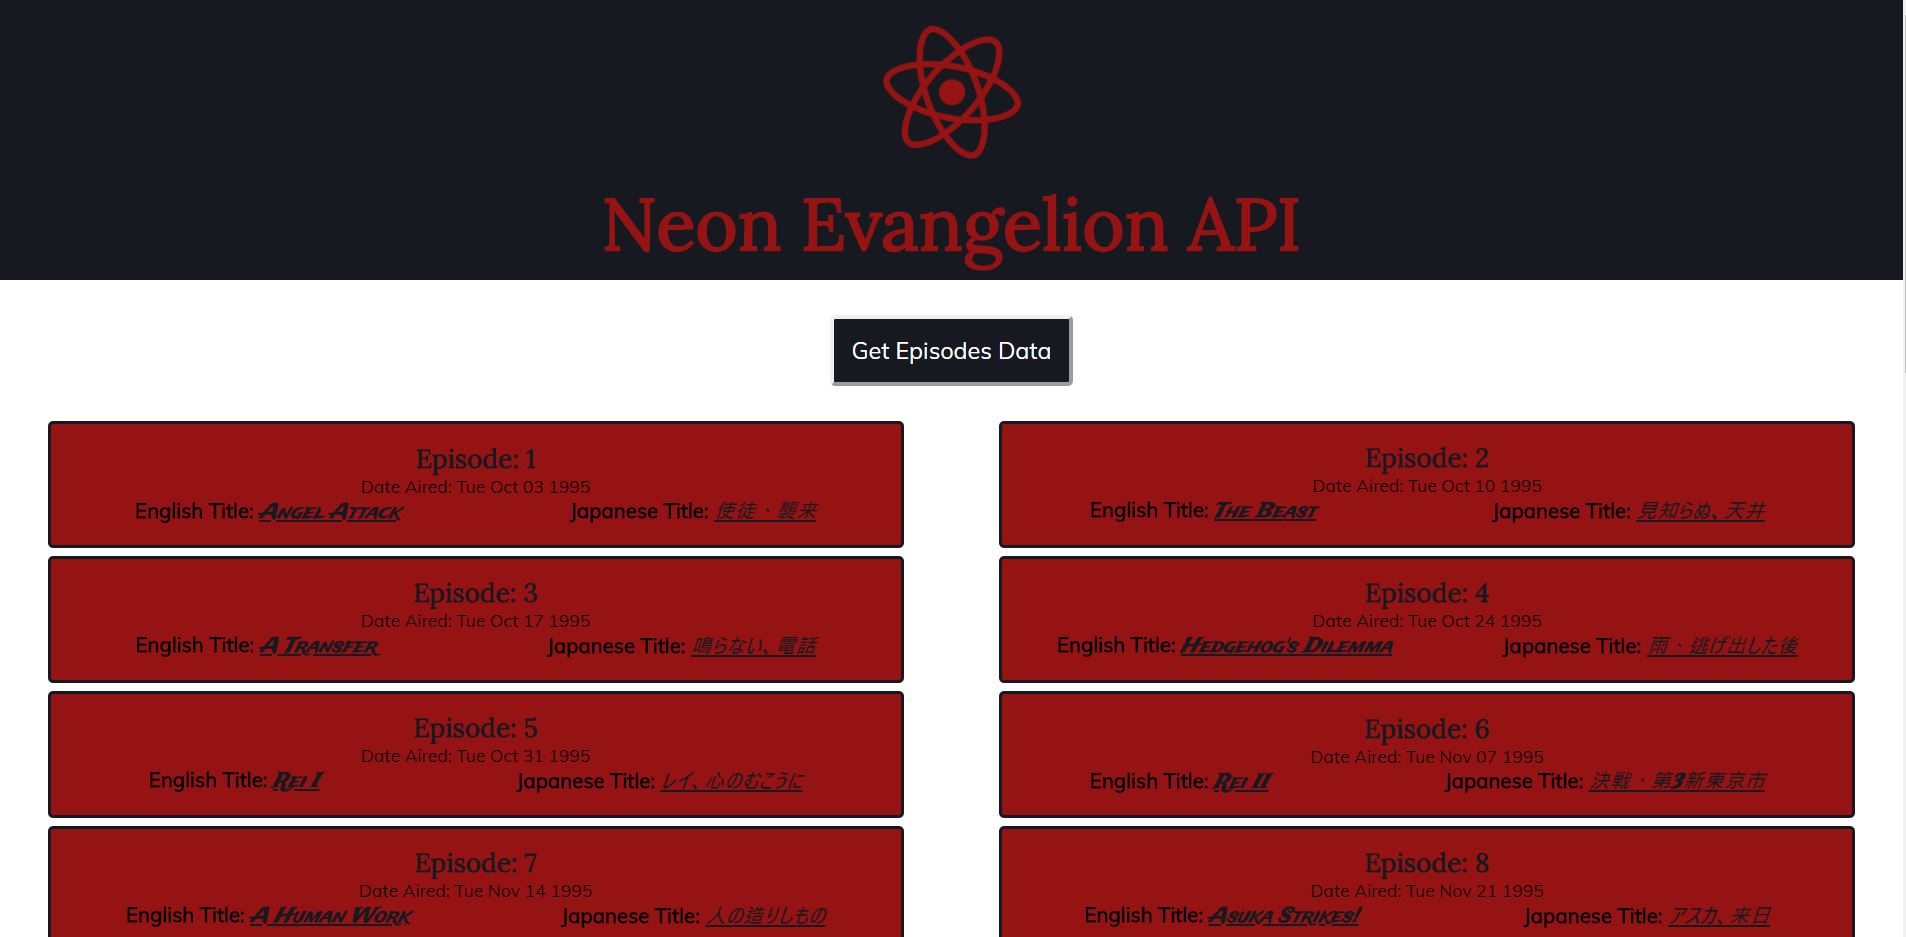 Neon Evangelion API
Get Episodes Data
Episode: 1
Date Aired: Tue Oct 03 1995
English Title: Angel Attack Japanese Title: 使徒・襲来
Episode: 2
Date Aired: Tue Oct 10 1995
English Title: The Beast Japanese Title: 見知らぬ、天井
Episode: 3
Date Aired: Tue Oct 17 1995
English Title: A Transfer Japanese Title: 鳴らない、電話
Episode: 4
Date Aired: Tue Oct 24 1995
English Title: Hedgehog's Dilemma Japanese Title: 雨・逃げ出した後
Episode: 5
Date Aired: Tue Oct 31 1995
English Title: Rei I Japanese Title: レイ、心のむこうに
Episode: 6
Date Aired: Tue Nov 07 1995
English Title: Rei II Japanese Title: 決戦・第3新東京市
Episode: 7
Date Aired: Tue Nov 14 1995
English Title: A Human Work Japanese Title: 人の造りしもの
Episode: 8
Date Aired: Tue Nov 21 1995
English Title: Asuka Strikes! Japanese Title: アスカ、来日